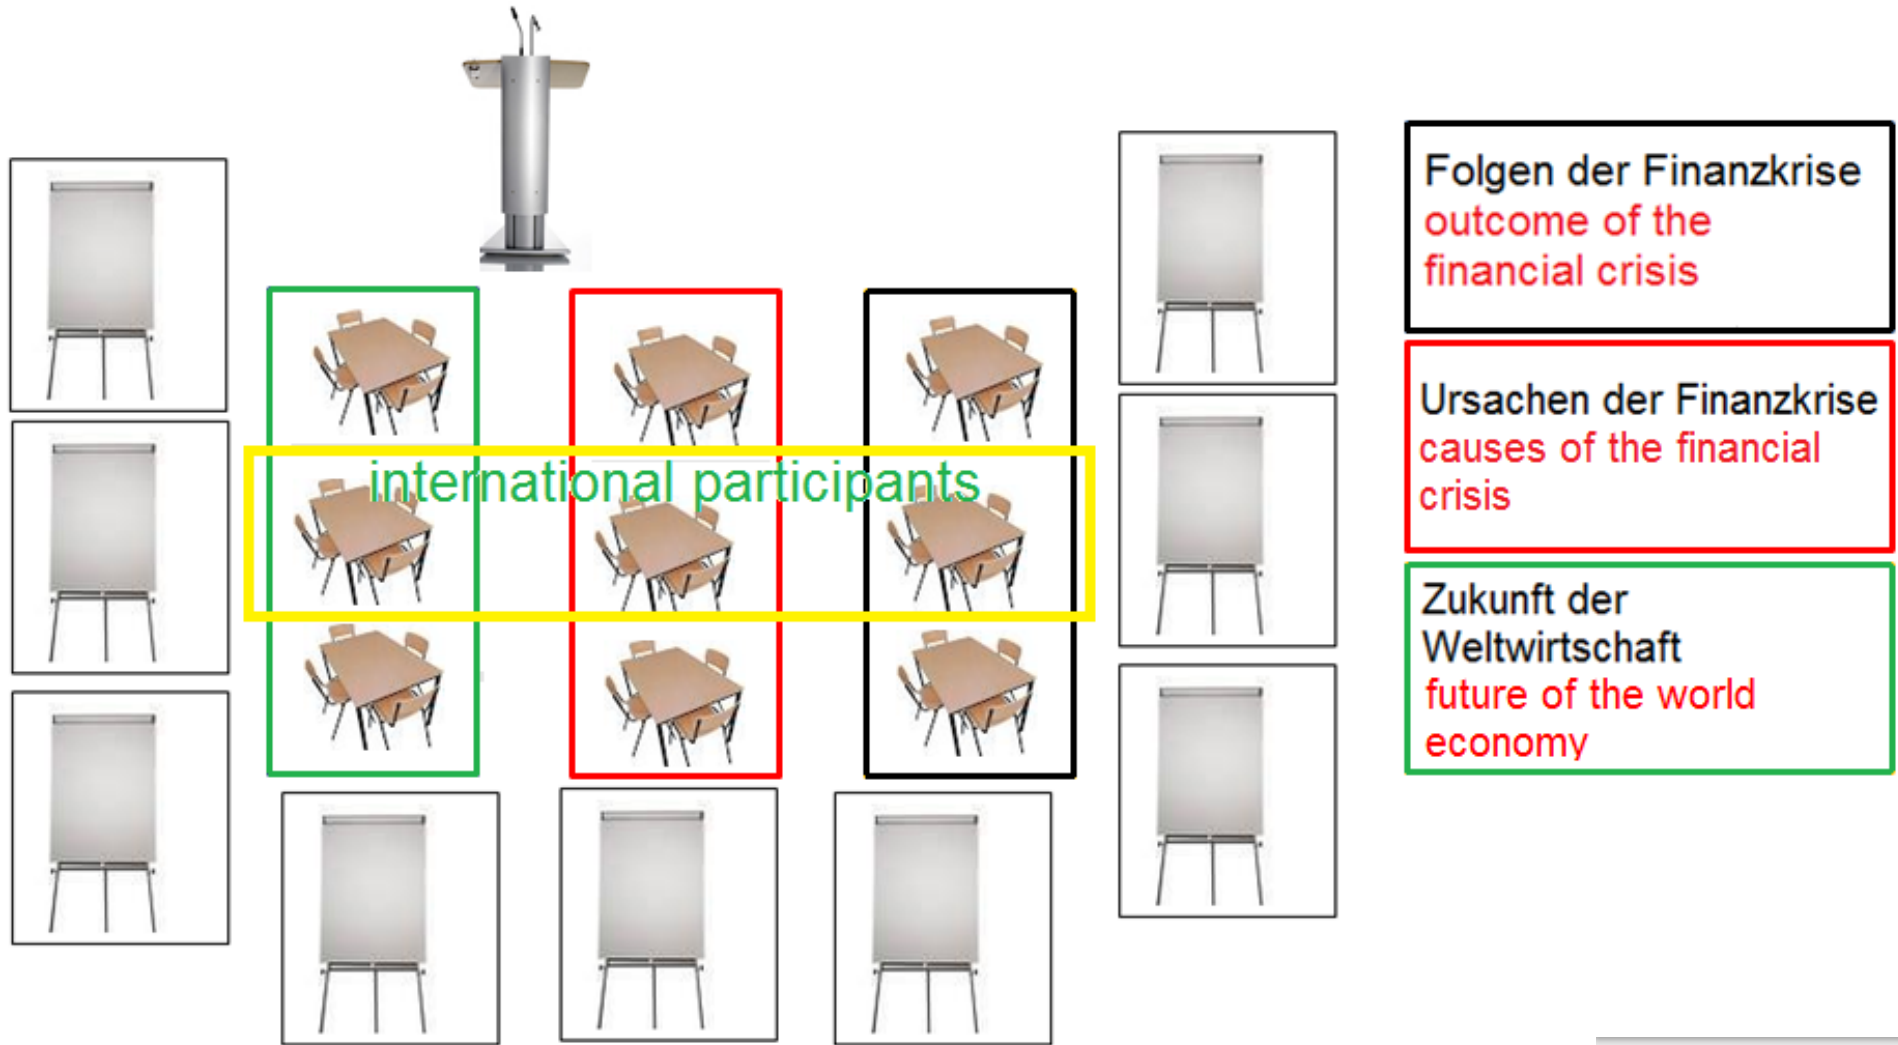 international participants
Folgen der Finanzkrise
outcome of the
financial crisis
Ursachen der Finanzkrise
causes of the financial
crisis
Zukunft der
Weltwirtschaft
future of the world
economy